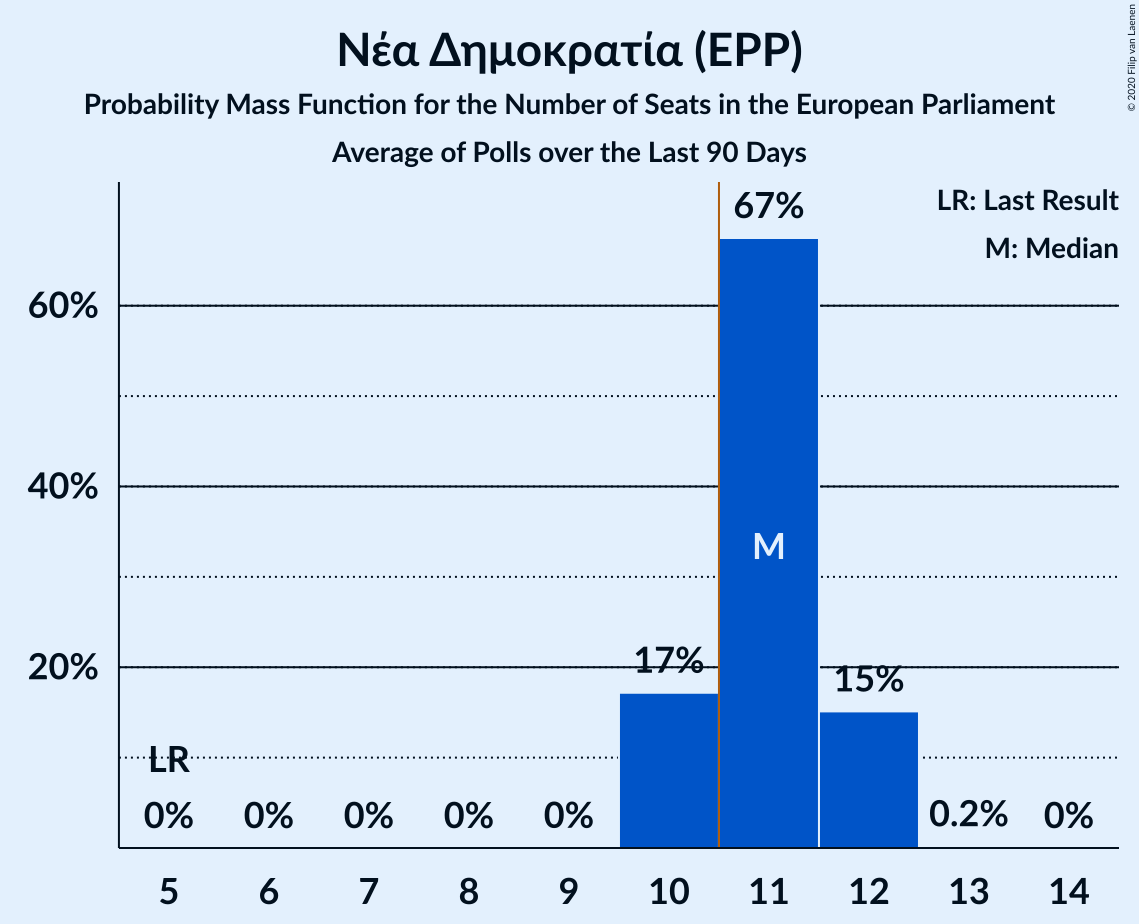 Νέα Δημοκρατία (EPP)
Probability Mass Function for the Number of Seats in the European Parliament
Average of Polls over the Last 90 Days
© 2020 Filip van Laenen
LR: Last Result
M: Median
67%
60%
40%
M
20%
17%
15%
LR
0%
0%
0%
0%
0%
0.2%
0%
5
6
7
8
9
10
11
12
13
14